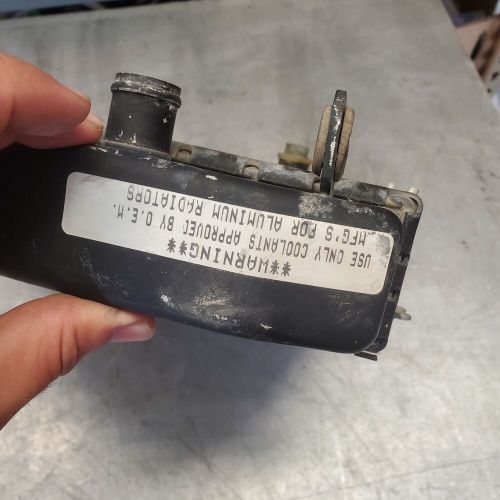 **WARNING**
USE ONLY COOLANTS APPROVED BY O.E.M.
MFG'S FOR ALUMINUM RADIATORS